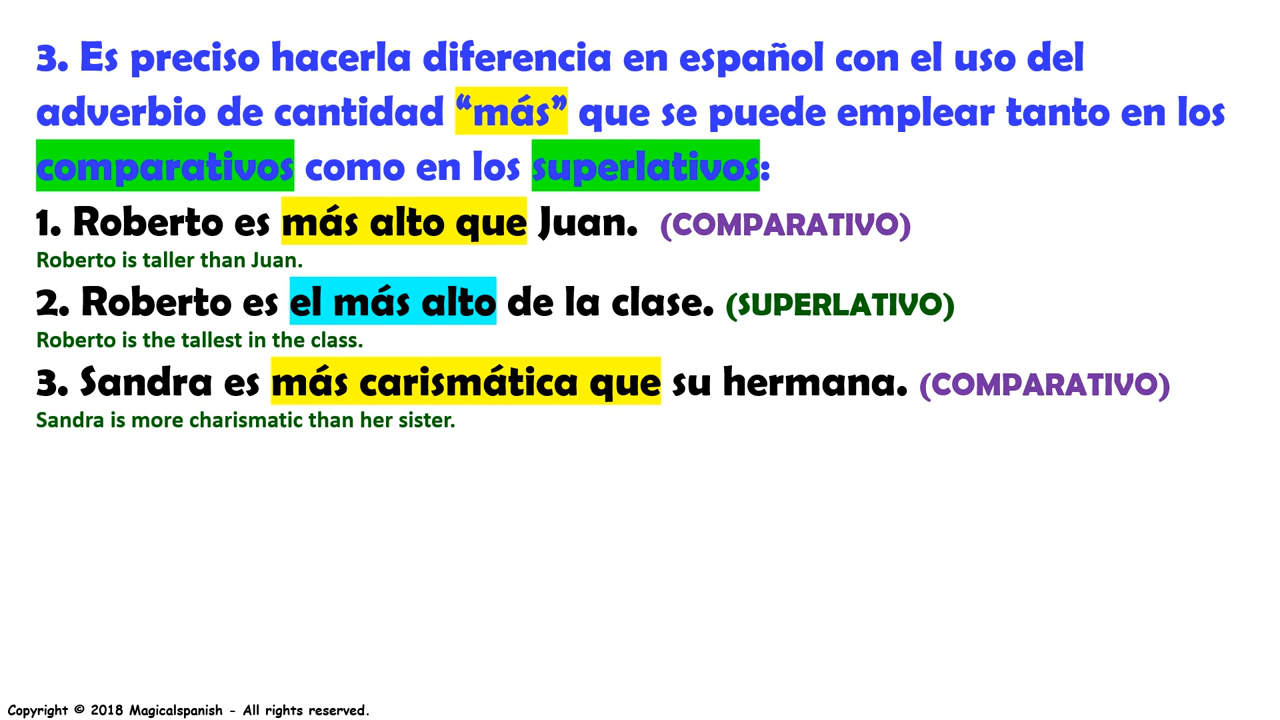 3. Es preciso hacerla diferencia en español con el uso del
adverbio de cantidad “más” que se puede emplear tanto en los
comparativos como en los superlativos:
1. Roberto es más alto que Juan. (COMPARATIVO)
Roberto is taller than Juan.
2. Roberto es el más alto de la clase. (SUPERLATIVO)
Roberto is the tallest in the class.
3. Sandra es más carismática que su hermana. (COMPARATIVO)
Sandra is more charismatic than her sister.
Copyright © 2018 Magicalspanish - All rights reserved.